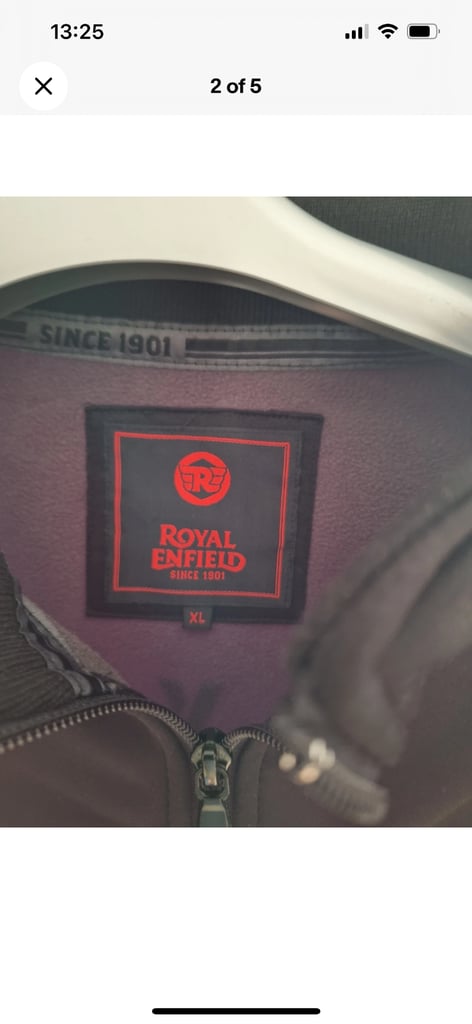 13:25
2 of 5
SINCE 1901
R
ROYAL
ENFIELD
SINCE 1901
XL